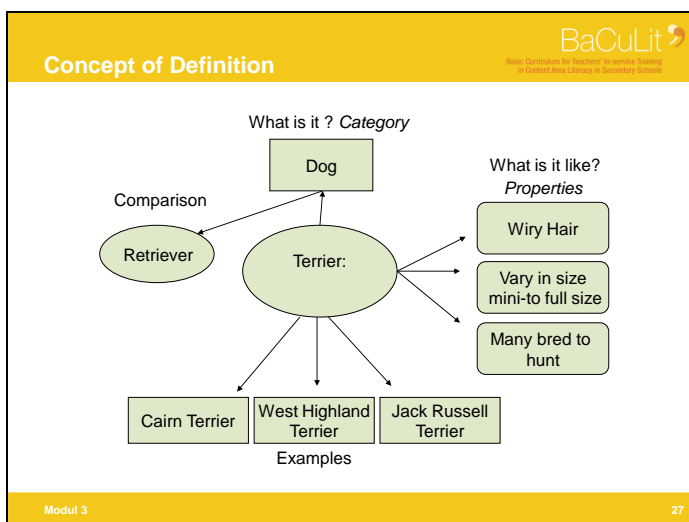 BaCuLit
Basic Curriculum for Teachers' In-service Training
in Content Area Literacy in Secondary Schools
Concept of Definition
What is it ? Category
Dog
What is it like?
Properties
Comparison
Retriever
Terrier:
Wiry Hair
Vary in size
mini-to full size
Many bred to
hunt
Cairn Terrier
West Highland
Terrier
Jack Russell
Terrier
Examples
Modul 3
27